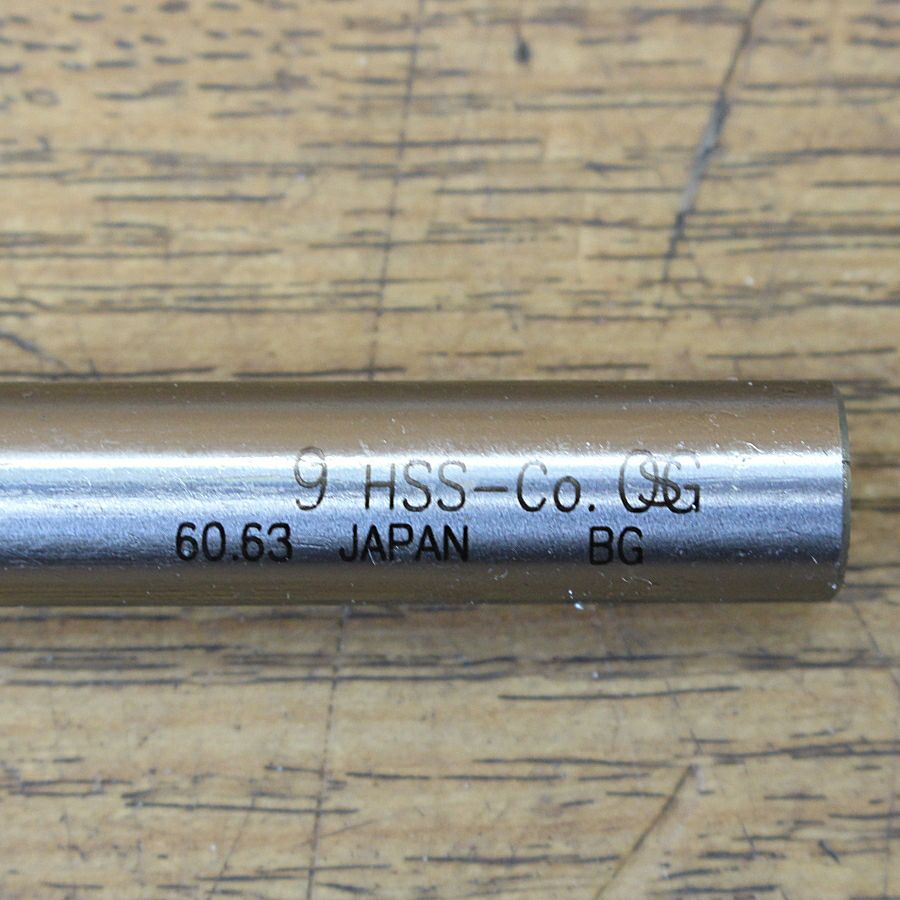 9 HSS-Co. OSG
60.63 JAPAN BG